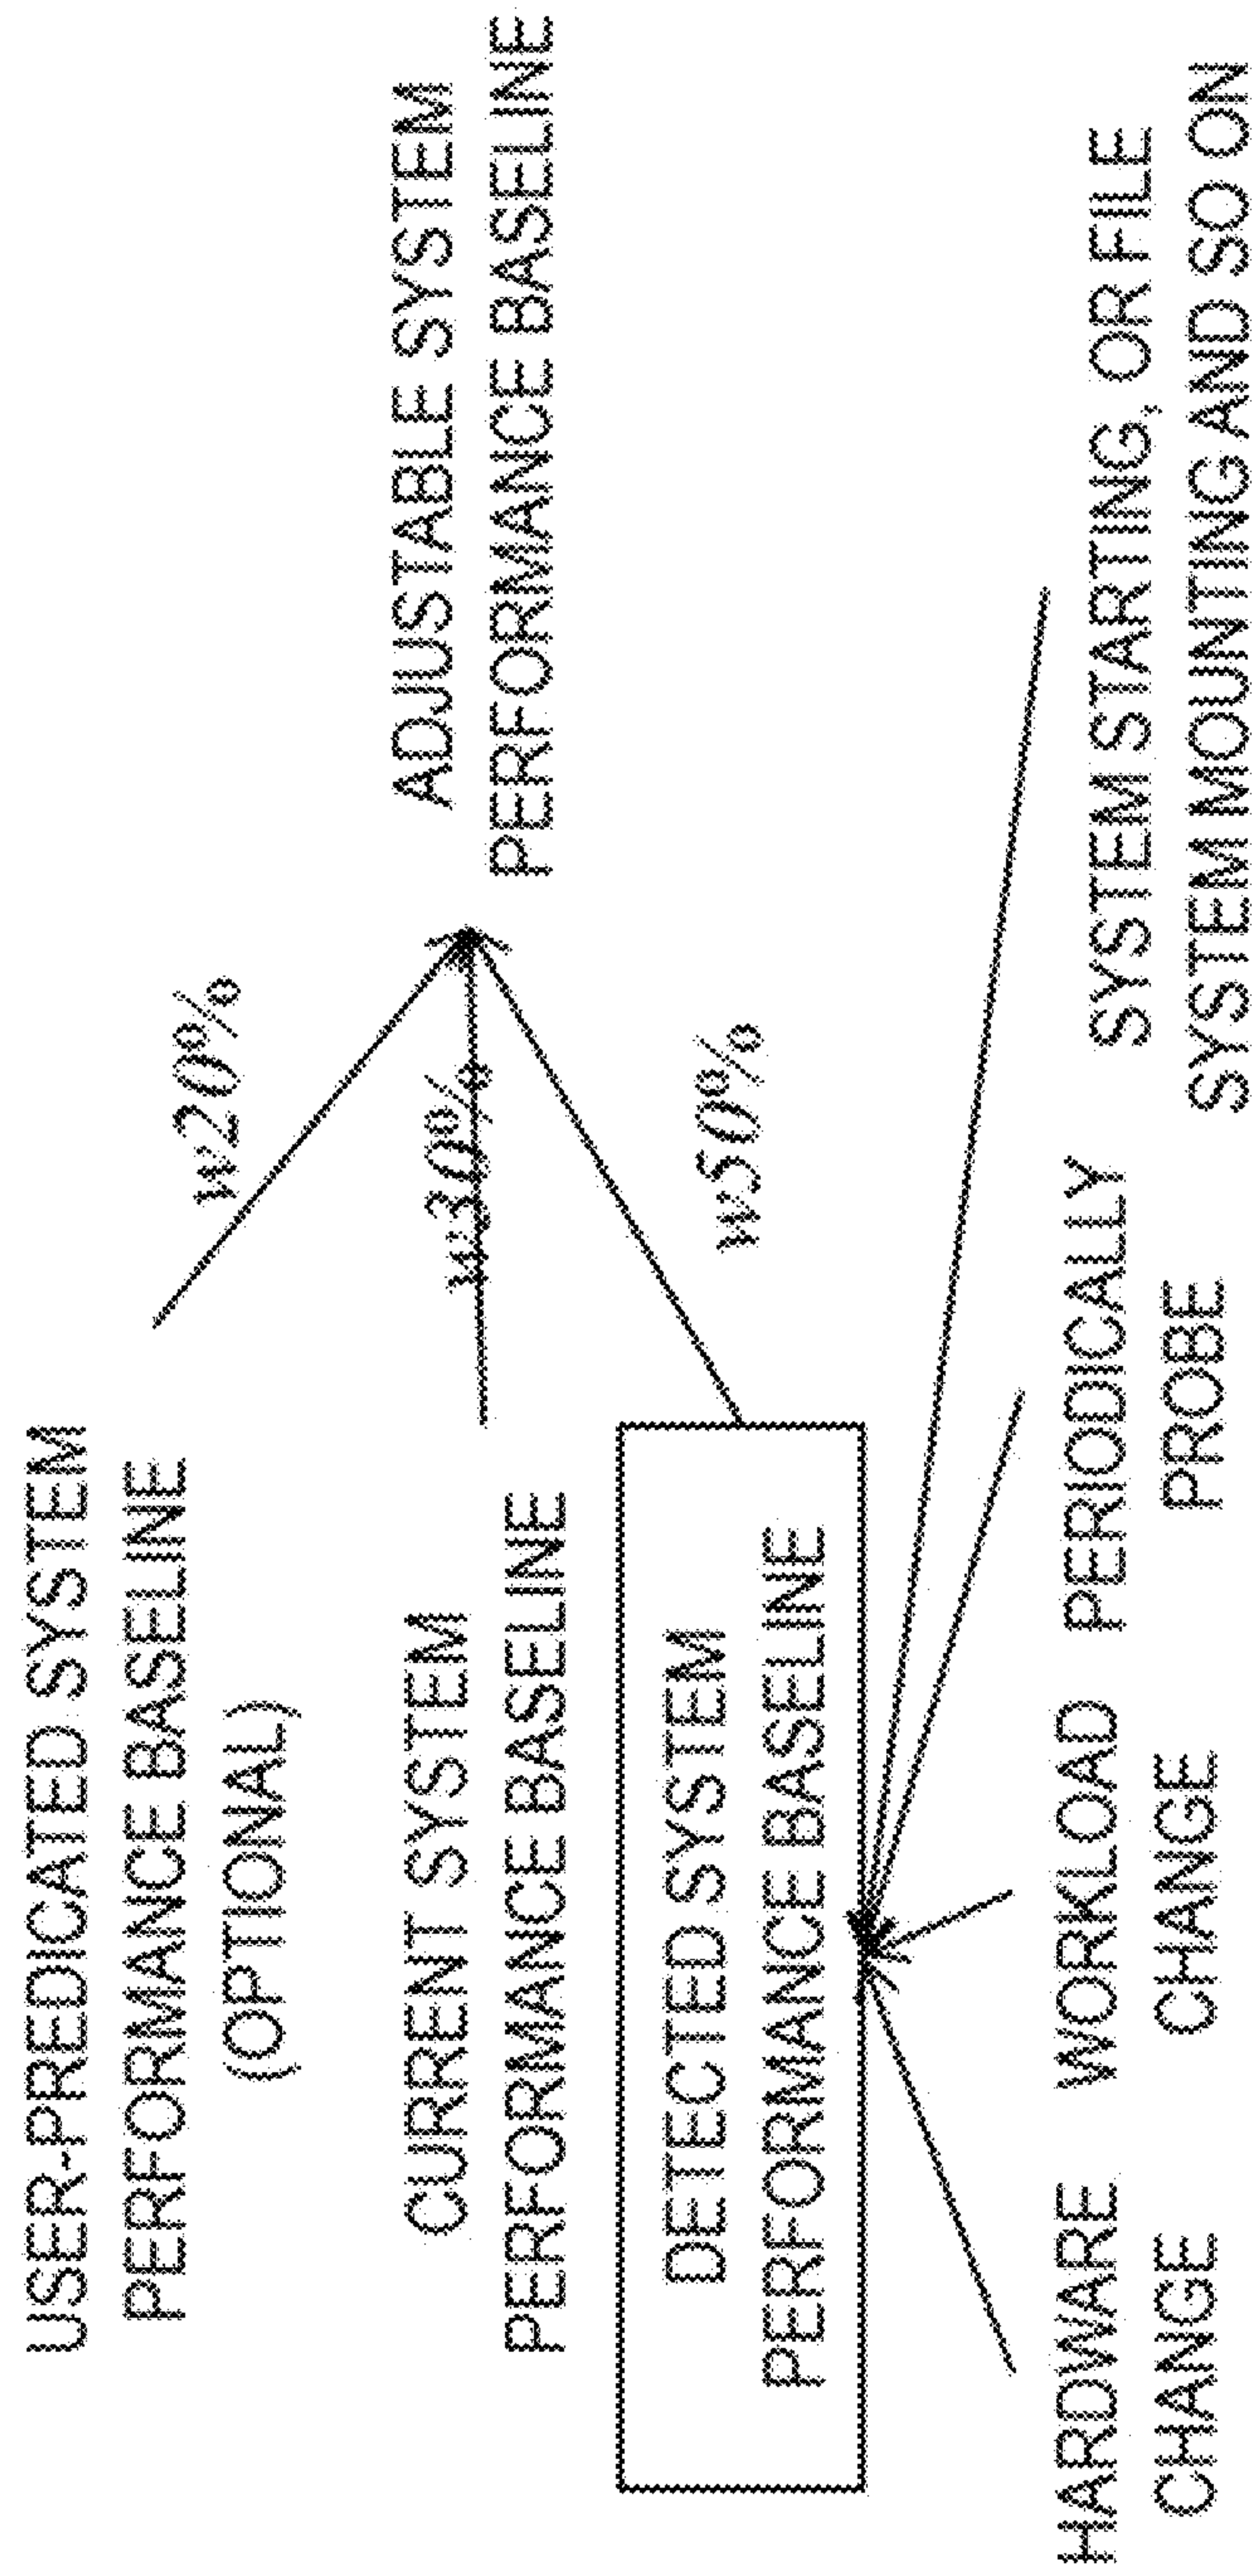 USER-PREDICATED SYSTEM
PERFORMANCE BASELINE
(OPTIONAL)
w20%
CURRENT SYSTEM
PERFORMANCE BASELINE
w30%
ADJUSTABLE SYSTEM
PERFORMANCE BASELINE
DETECTED SYSTEM
PERFORMANCE BASELINE
w50%
HARDWARE
CHANGE
WORKLOAD
CHANGE
PERIODICALLY
PROBE
SYSTEM STARTING, OR FILE
SYSTEM MOUNTING AND SO ON